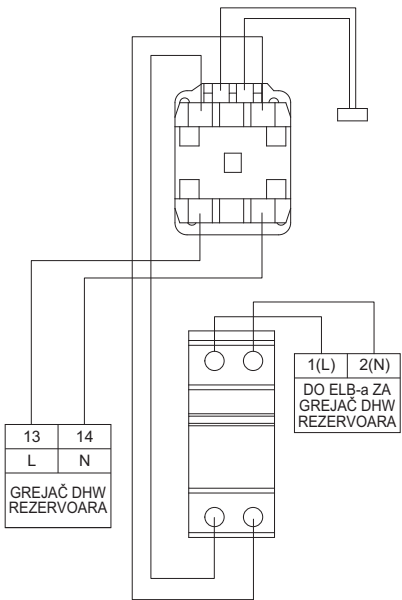 1(L) 2(N)
DO ELB-a ZA
GREJAČ DHW
REZERVOARA
13 14
L N
GREJAČ DHW
REZERVOARA